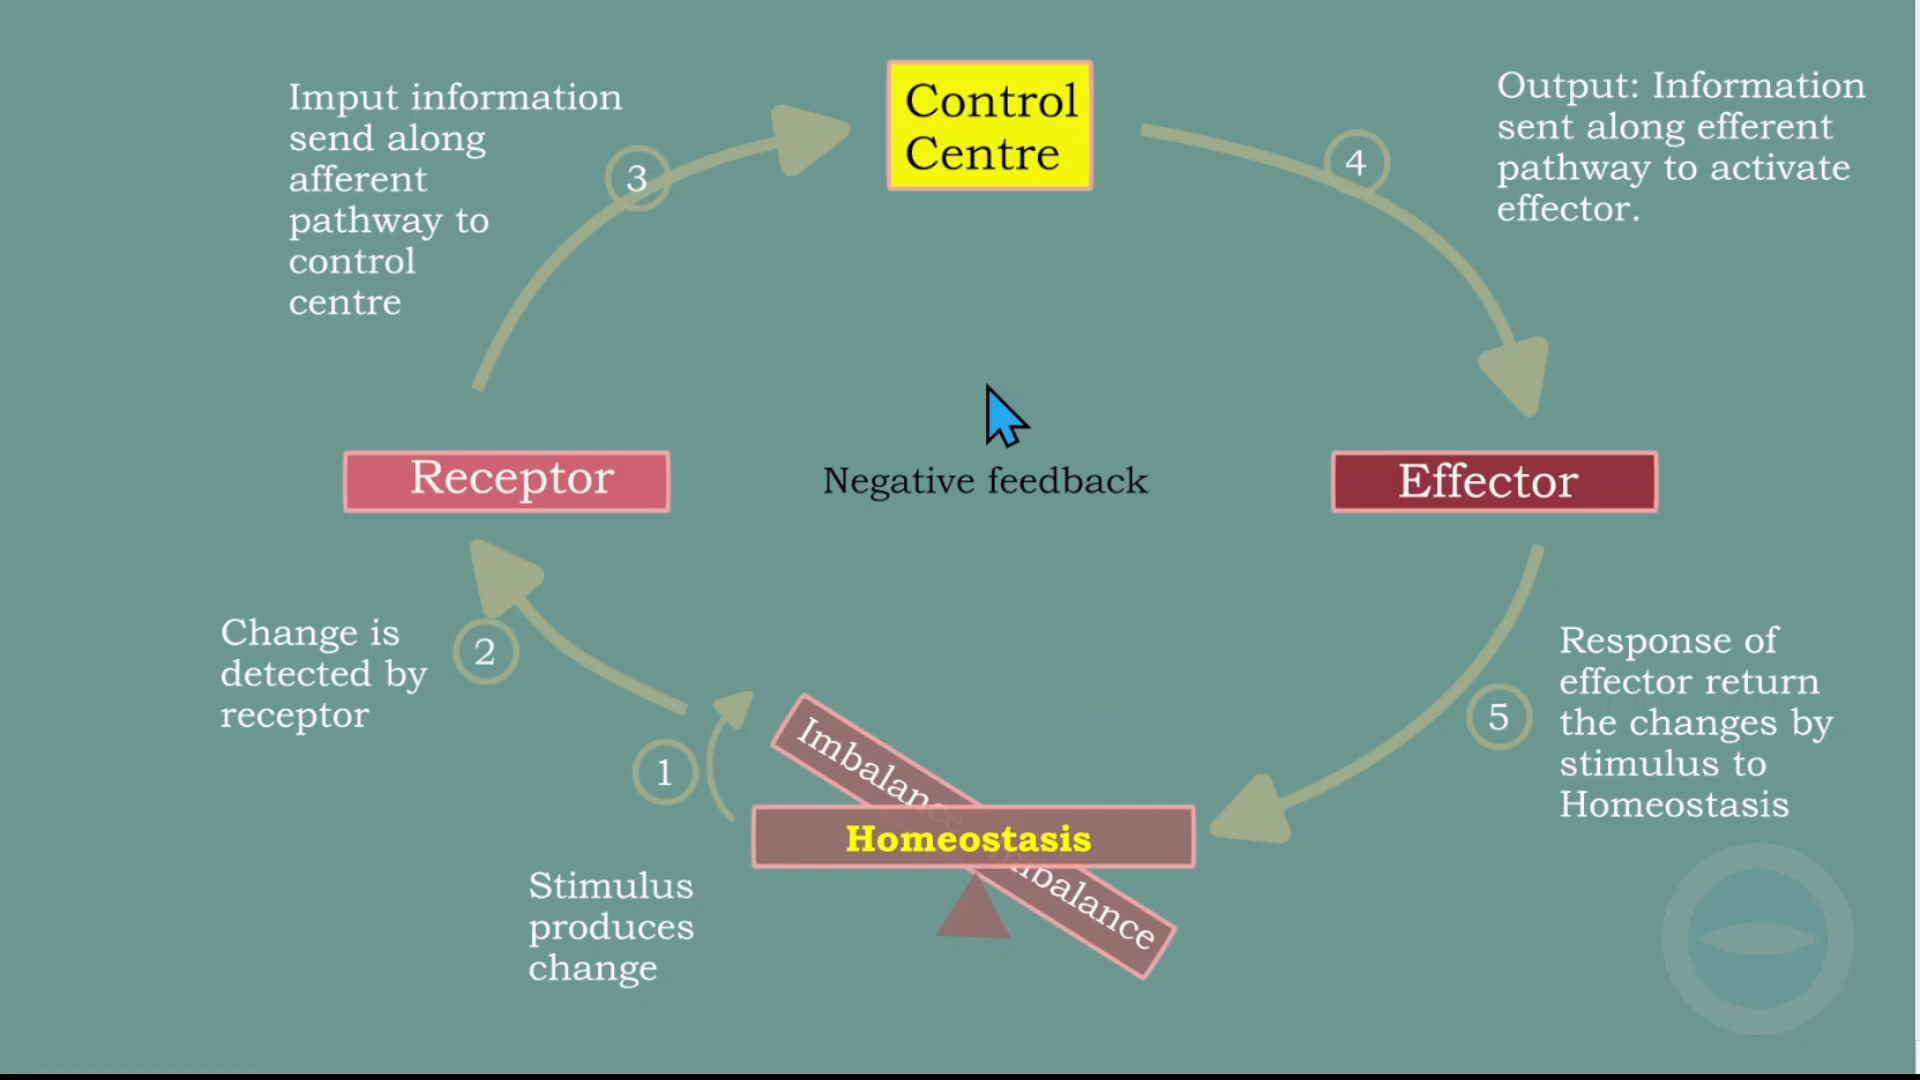 Control
Centre
Imput information
send along
afferent
pathway to
control
centre
3
4
Output: Information
sent along efferent
pathway to activate
effector.
Receptor
Negative feedback
Effector
Change is
detected by
receptor
2
1
Imbalance
Homeostasis
Imbalance
5
Response of
effector return
the changes by
stimulus to
Homeostasis
Stimulus
produces
change